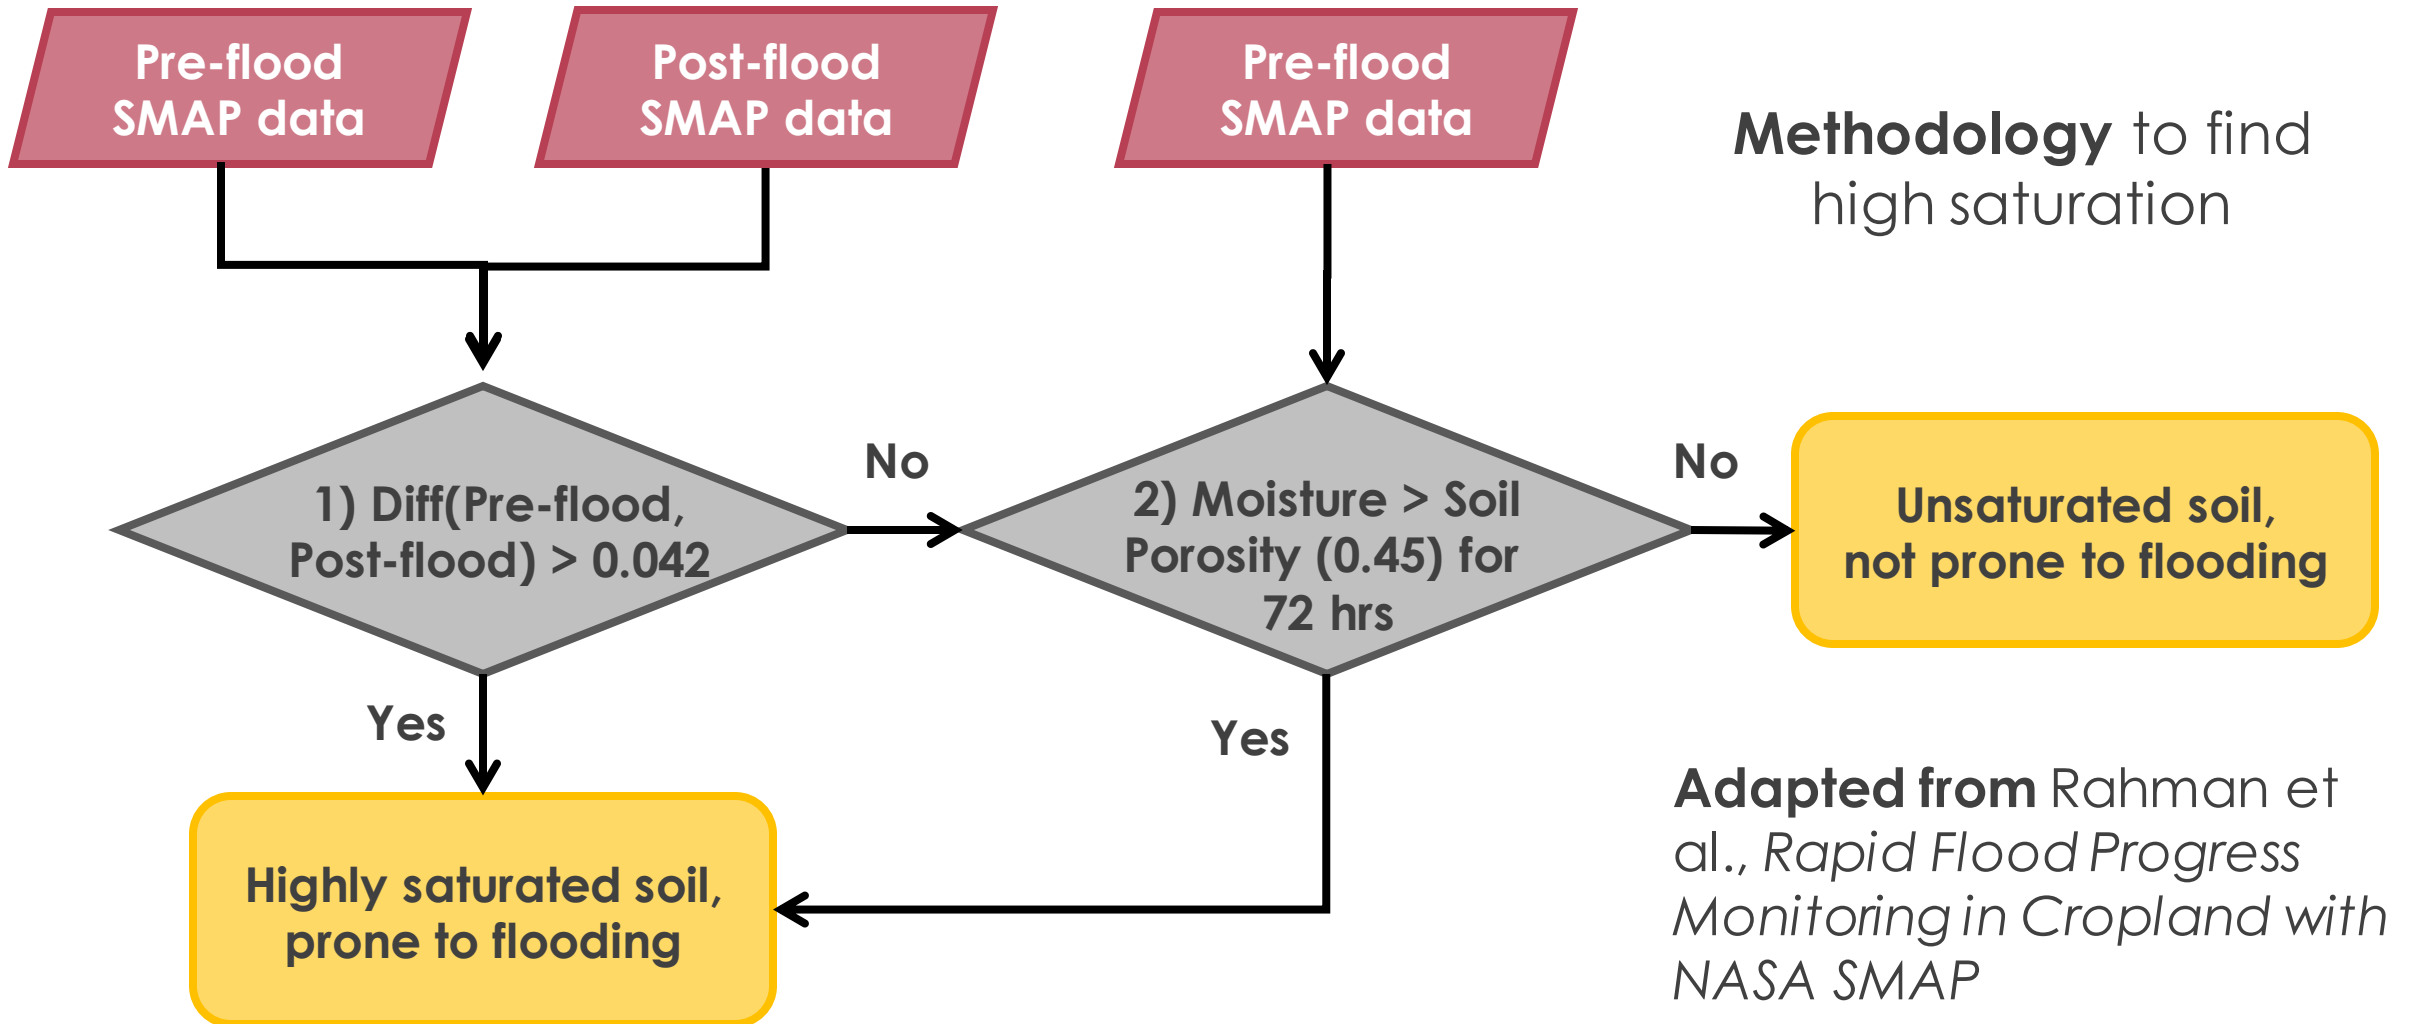 Pre-flood
SMAP data
Post-flood
SMAP data
Pre-flood
SMAP data
Methodology to find
high saturation
1) Diff(Pre-flood,
Post-flood) > 0.042
No
2) Moisture > Soil
Porosity (0.45) for
72 hrs
No
Unsaturated soil,
not prone to flooding
Yes
Yes
Highly saturated soil,
prone to flooding
Adapted from Rahman et
al., Rapid Flood Progress
Monitoring in Cropland with
NASA SMAP